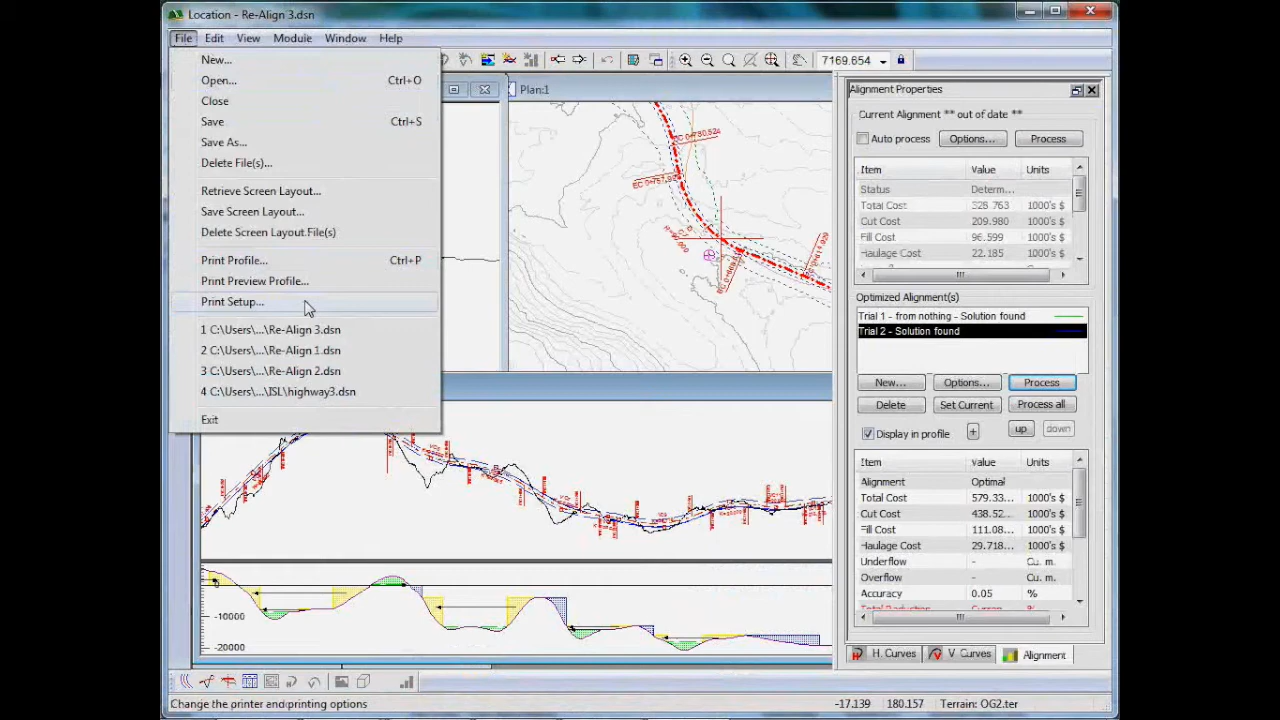 Location - Re-Align 3.dsn
File Edit View Module Window Help
7169.654
New...
Open... Ctrl+O
Close
Save Ctrl+S
Save As...
Delete File(s)...
Retrieve Screen Layout...
Save Screen Layout...
Delete Screen Layout File(s)
Print Profile... Ctrl+P
Print Preview Profile...
Print Setup...
1 C:\Users\...\Re-Align 3.dsn
2 C:\Users\...\Re-Align 1.dsn
3 C:\Users\...\Re-Align 2.dsn
4 C:\Users\...\ISL\highway3.dsn
Exit
Plan:1
EC 0+780.524
-10000
-20000
Alignment Properties
Current Alignment ** out of date **
Auto process Options... Process
Item Value Units
Status Determ...
Total Cost 328.763 1000's $
Cut Cost 209.980 1000's $
Fill Cost 96.599 1000's $
Haulage Cost 22.185 1000's $
Optimized Alignment(s)
Trial 1 - from nothing - Solution found
Trial 2 - Solution found
New... Options... Process
Delete Set Current Process all
Display in profile + up down
Item Value Units
Alignment Optimal
Total Cost 579.33... 1000's $
Cut Cost 438.52... 1000's $
Fill Cost 111.08... 1000's $
Haulage Cost 29.718... 1000's $
Underflow - Cu. m.
Overflow - Cu. m.
Accuracy 0.05 %
H. Curves V. Curves Alignment
Change the printer and printing options
-17.139 180.157 Terrain: OG2.ter